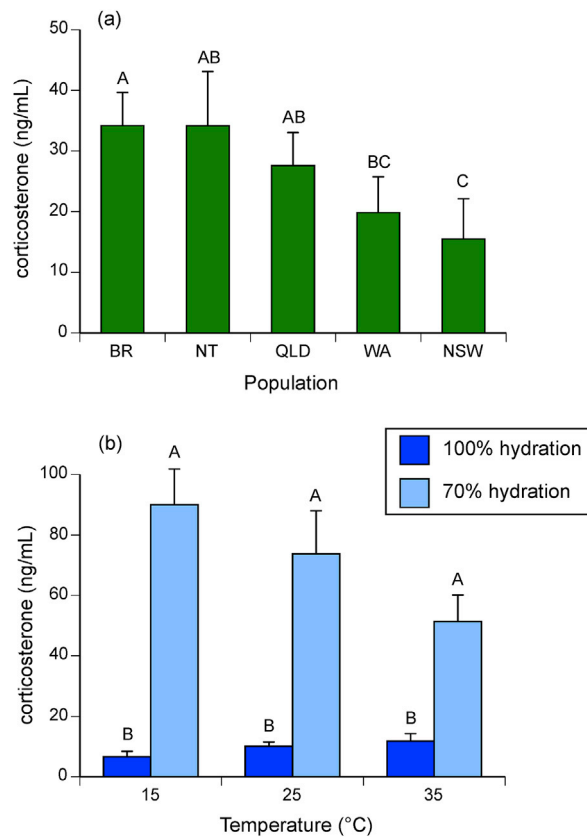 (a)
50
40
30
20
10
0
corticosterone (ng/mL)
A
AB
AB
BC
C
BR NT QLD WA NSW
Population
(b)
100% hydration
70% hydration
100
80
60
40
20
0
corticosterone (ng/mL)
A
A
A
B
B
B
15 25 35
Temperature (°C)